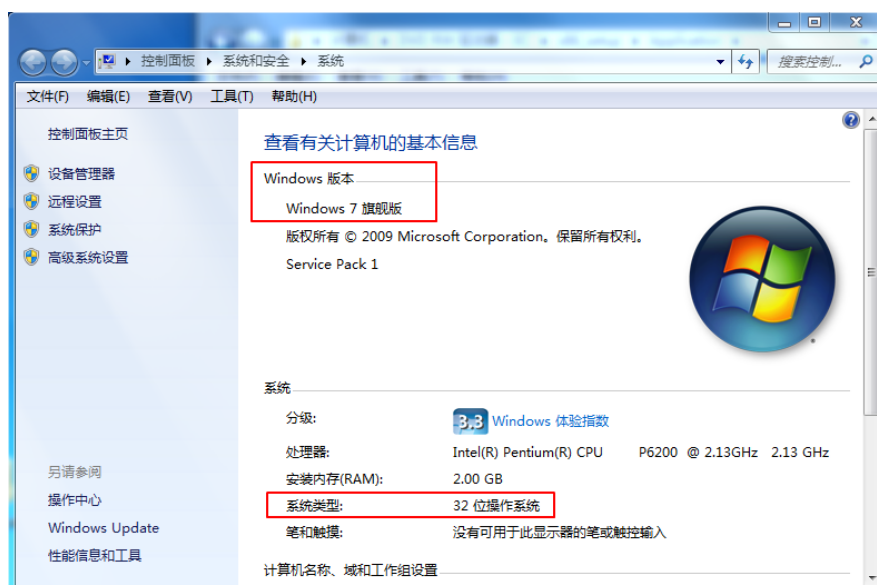 控制面板 系统和安全 系统 搜索控制...
文件(F) 编辑(E) 查看(V) 工具(T) 帮助(H)
控制面板主页
设备管理器
远程设置
系统保护
高级系统设置
另请参阅
操作中心
Windows Update
性能信息和工具
查看有关计算机的基本信息
Windows 版本
Windows 7 旗舰版
版权所有 © 2009 Microsoft Corporation。保留所有权利。
Service Pack 1
系统
分级: 3.3 Windows 体验指数
处理器: Intel(R) Pentium(R) CPU P6200 @ 2.13GHz 2.13 GHz
安装内存(RAM): 2.00 GB
系统类型: 32 位操作系统
笔和触摸: 没有可用于此显示器的笔或触控输入
计算机名称、域和工作组设置